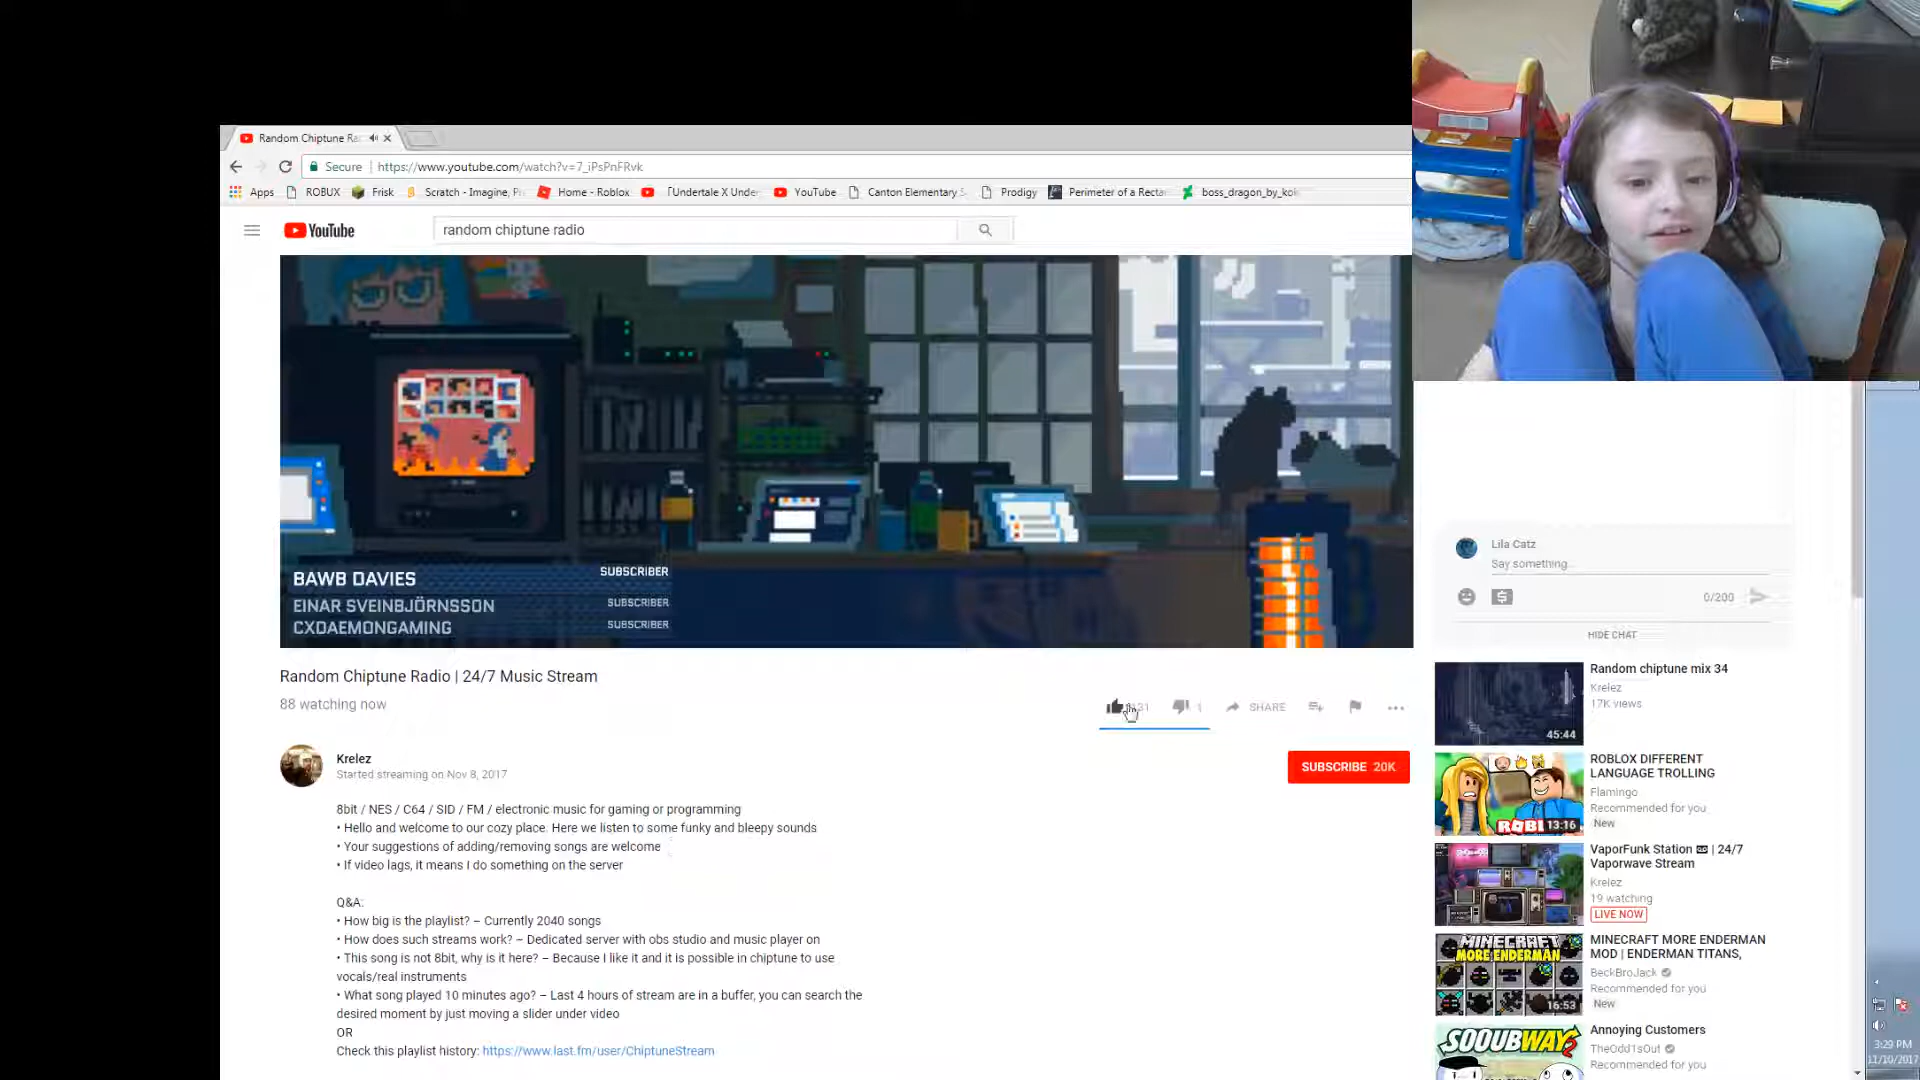 Random Chiptune Ra
Secure
https://www.youtube.com/watch?v=7_iPsPnFRvk
Apps
ROBUX
Frisk
Scratch - Imagine, Pr
Home - Roblox
[Undertale X Under
YouTube
Canton Elementary S
Prodigy
Perimeter of a Recta
boss_dragon_by_kok
YouTube
random chiptune radio
BAWB DAVIES SUBSCRIBER
EINAR SVEINBJÖRNSSON SUBSCRIBER
CXDAEMONGAMING SUBSCRIBER
Random Chiptune Radio | 24/7 Music Stream
88 watching now
1
SHARE
Krelez
Started streaming on Nov 8, 2017
SUBSCRIBE 20K
8bit / NES / C64 / SID / FM / electronic music for gaming or programming
• Hello and welcome to our cozy place. Here we listen to some funky and bleepy sounds
• Your suggestions of adding/removing songs are welcome
• If video lags, it means I do something on the server
Q&A:
• How big is the playlist? – Currently 2040 songs
• How does such streams work? – Dedicated server with obs studio and music player on
• This song is not 8bit, why is it here? – Because I like it and it is possible in chiptune to use
vocals/real instruments
• What song played 10 minutes ago? – Last 4 hours of stream are in a buffer, you can search the
desired moment by just moving a slider under video
OR
Check this playlist history: https://www.last.fm/user/ChiptuneStream
Lila Catz
Say something...
0/200
HIDE CHAT
Random chiptune mix 34
Krelez
17K views
45:44
ROBLOX DIFFERENT
LANGUAGE TROLLING
Flamingo
Recommended for you
New
ROBL
13:16
VaporFunk Station | 24/7
Vaporwave Stream
Krelez
19 watching
LIVE NOW
MINECRAFT MORE ENDERMAN
MOD | ENDERMAN TITANS,
BeckBroJack
Recommended for you
New
MINECRAFT
MORE ENDERMAN
16:53
Annoying Customers
TheOdd1sOut
Recommended for you
SOOUBWAY 2
3:29 PM
11/10/2017